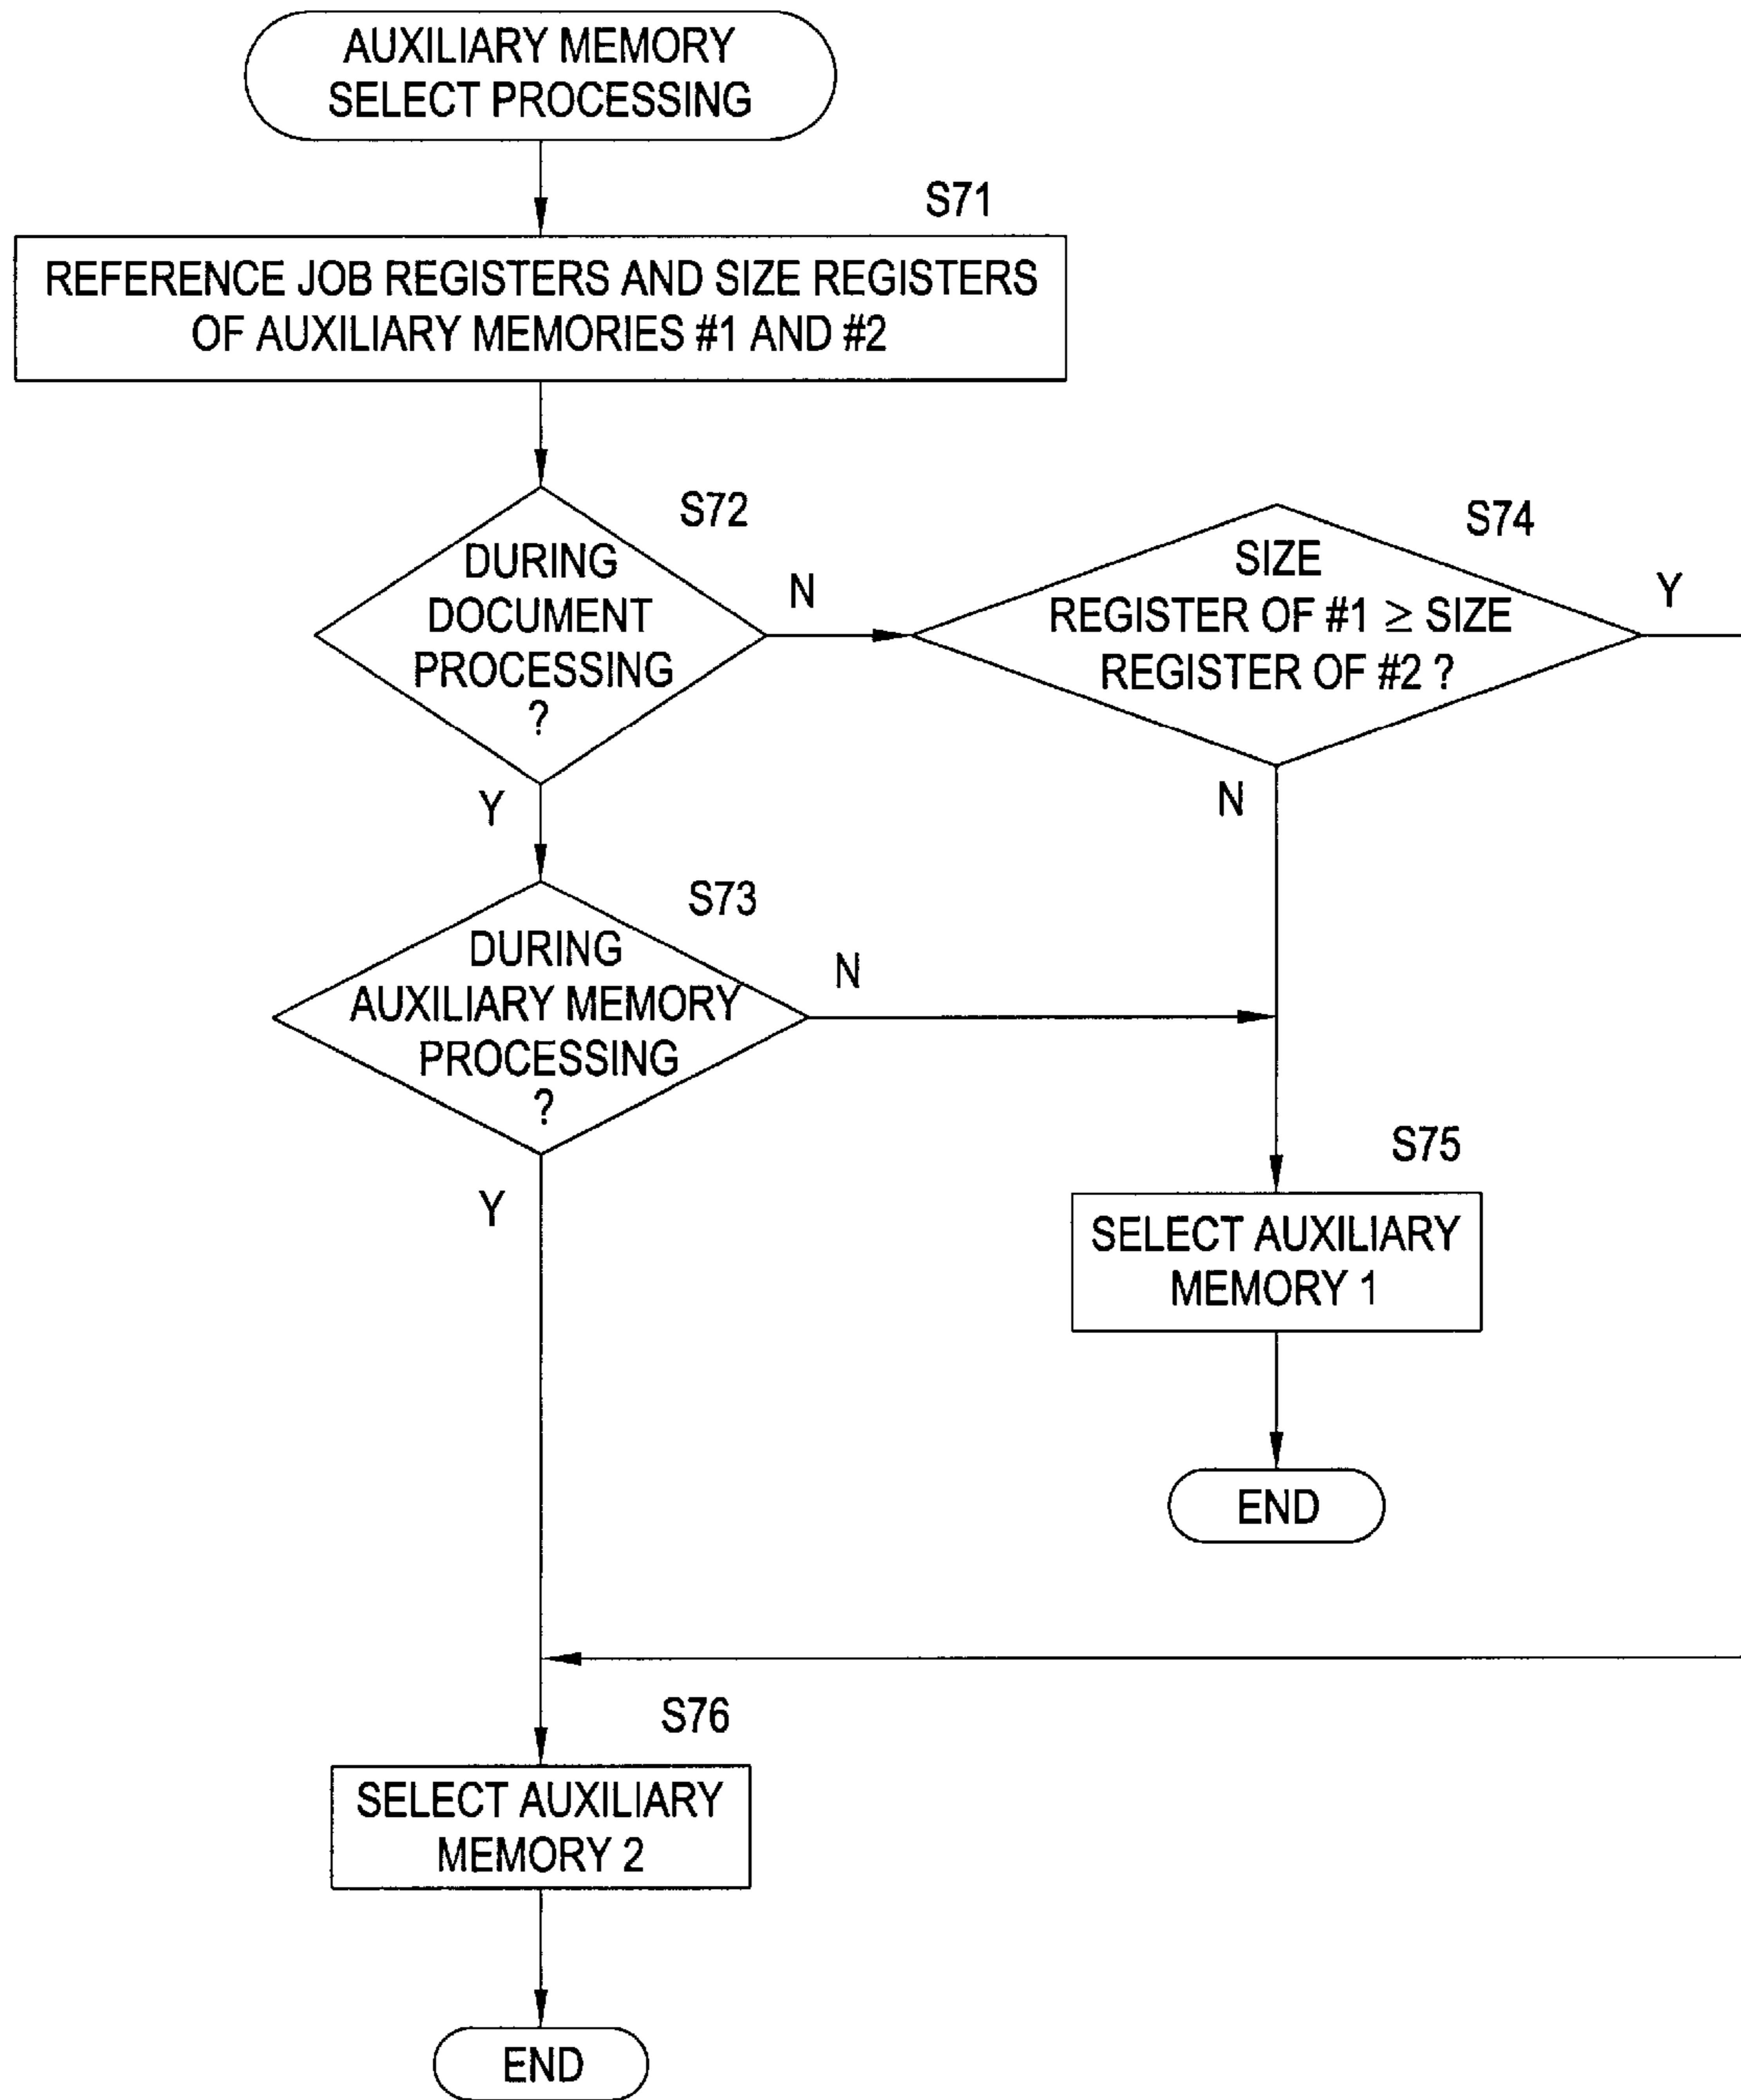 AUXILIARY MEMORY
SELECT PROCESSING
S71
REFERENCE JOB REGISTERS AND SIZE REGISTERS
OF AUXILIARY MEMORIES #1 AND #2
S72
DURING
DOCUMENT
PROCESSING
?
N
Y
S74
SIZE
REGISTER OF #1 ≥ SIZE
REGISTER OF #2 ?
Y
N
S73
DURING
AUXILIARY MEMORY
PROCESSING
?
N
Y
S75
SELECT AUXILIARY
MEMORY 1
END
S76
SELECT AUXILIARY
MEMORY 2
END